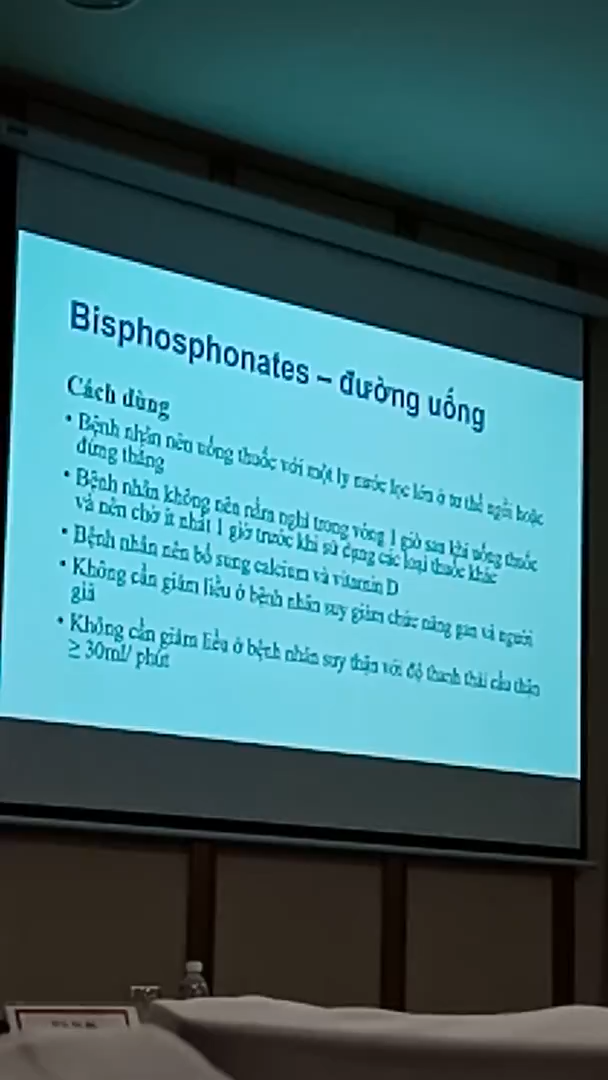 Bisphosphonates – đường uống
Cách dùng
• Bệnh nhân nên uống thuốc với một ly nước lọc lớn ở tư thế ngồi hoặc
đứng thẳng
• Bệnh nhân không nên nằm nghỉ trong vòng 1 giờ sau khi uống thuốc
và nên chờ ít nhất 1 giờ trước khi sử dụng các loại thuốc khác
• Bệnh nhân nên bổ sung calcium và vitamin D
• Không cần giảm liều ở bệnh nhân suy giảm chức năng gan và người
già
• Không cần giảm liều ở bệnh nhân suy thận với độ thanh thải cầu thận
≥ 30ml/ phút